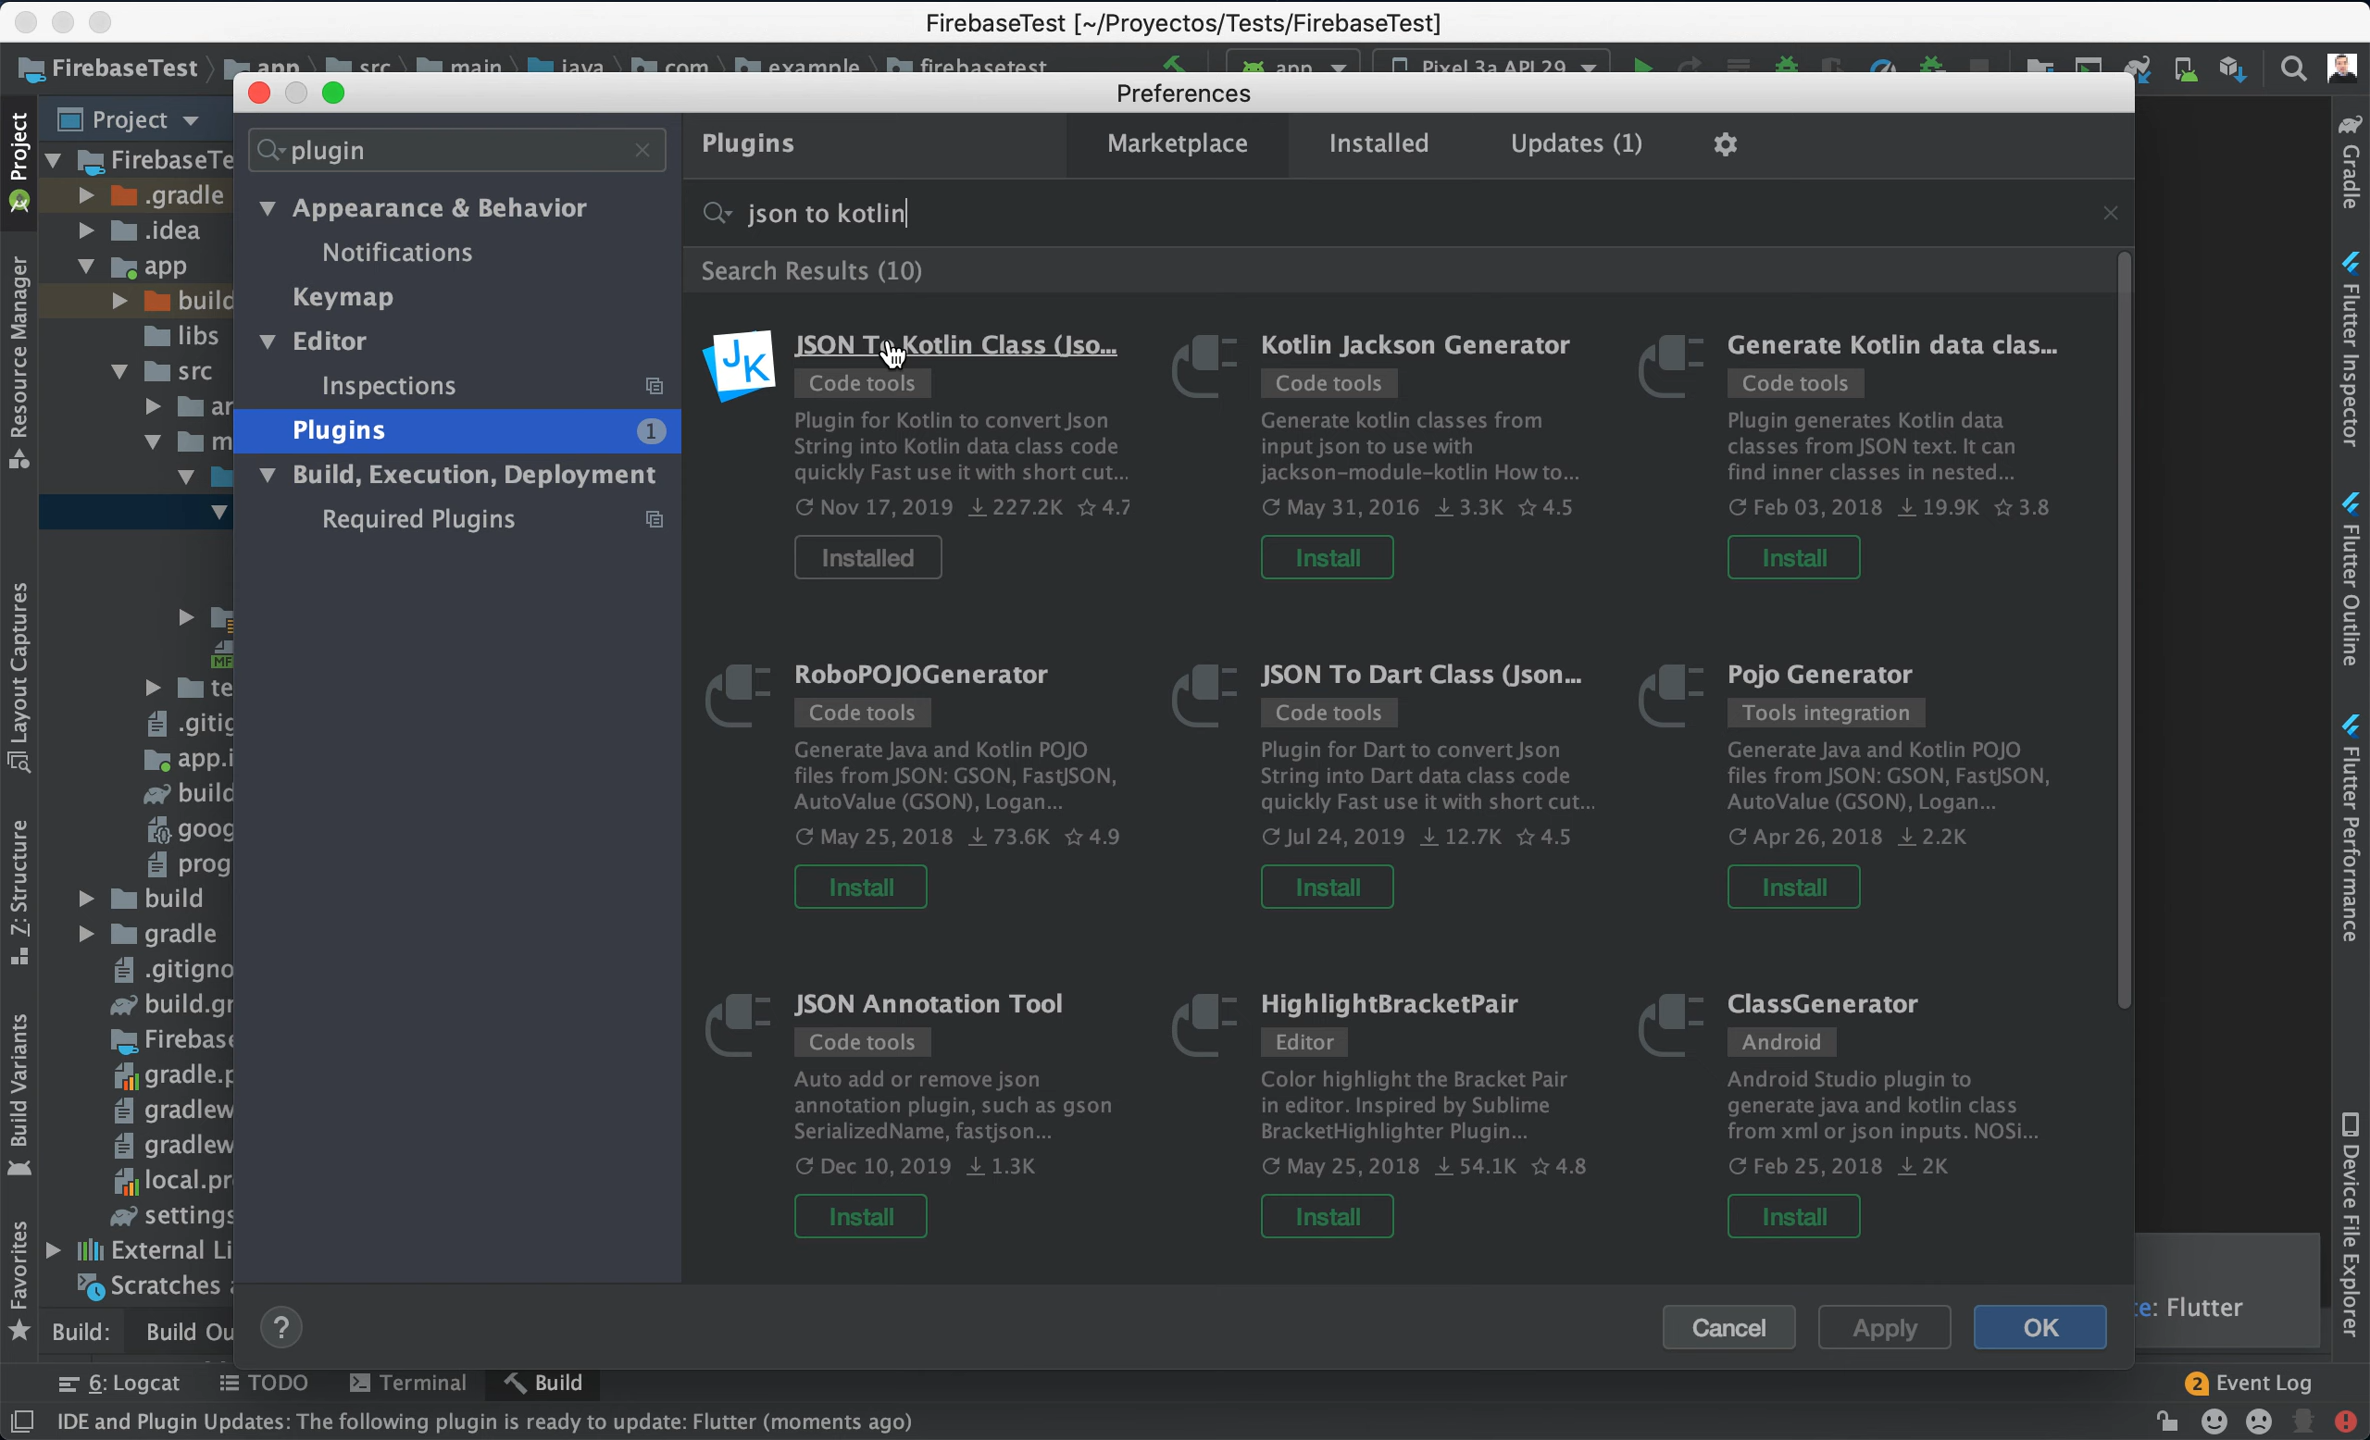 FirebaseTest [~/Proyectos/Tests/FirebaseTest]
FirebaseTest app src main java com example firebasetest app Pixel 3a API 29
Preferences
Project
Project
Resource Manager
Layout Captures
Z: Structure
Build Variants
Favorites
FirebaseTe
.gradle
.idea
app
build
libs
src
ar
m
MF
te
.gitig
app.i
build
goog
prog
build
gradle
.gitigno
build.gr
Firebase
gradle.p
gradlew
gradlew
local.pr
settings
External Li
Scratches a
Build: Build Ou
plugin
Appearance & Behavior
Notifications
Keymap
Editor
Inspections
Plugins 1
Build, Execution, Deployment
Required Plugins
Plugins Marketplace Installed Updates (1)
json to kotlin
Search Results (10)
JK
JSON To Kotlin Class (Jso...
Code tools
Plugin for Kotlin to convert Json
String into Kotlin data class code
quickly Fast use it with short cut...
Nov 17, 2019 227.2K 4.7
Installed
Kotlin Jackson Generator
Code tools
Generate kotlin classes from
input json to use with
jackson-module-kotlin How to...
May 31, 2016 3.3K 4.5
Install
Generate Kotlin data clas...
Code tools
Plugin generates Kotlin data
classes from JSON text. It can
find inner classes in nested...
Feb 03, 2018 19.9K 3.8
Install
RoboPOJOGenerator
Code tools
Generate Java and Kotlin POJO
files from JSON: GSON, FastJSON,
AutoValue (GSON), Logan...
May 25, 2018 73.6K 4.9
Install
JSON To Dart Class (Json...
Code tools
Plugin for Dart to convert Json
String into Dart data class code
quickly Fast use it with short cut...
Jul 24, 2019 12.7K 4.5
Install
Pojo Generator
Tools integration
Generate Java and Kotlin POJO
files from JSON: GSON, FastJSON,
AutoValue (GSON), Logan...
Apr 26, 2018 2.2K
Install
JSON Annotation Tool
Code tools
Auto add or remove json
annotation plugin, such as gson
SerializedName, fastjson...
Dec 10, 2019 1.3K
Install
HighlightBracketPair
Editor
Color highlight the Bracket Pair
in editor. Inspired by Sublime
BracketHighlighter Plugin...
May 25, 2018 54.1K 4.8
Install
ClassGenerator
Android
Android Studio plugin to
generate java and kotlin class
from xml or json inputs. NOSi...
Feb 25, 2018 2K
Install
? Cancel Apply OK
te: Flutter
Gradle
Flutter Inspector
Flutter Outline
Flutter Performance
Device File Explorer
6: Logcat TODO Terminal Build 2 Event Log
IDE and Plugin Updates: The following plugin is ready to update: Flutter (moments ago)